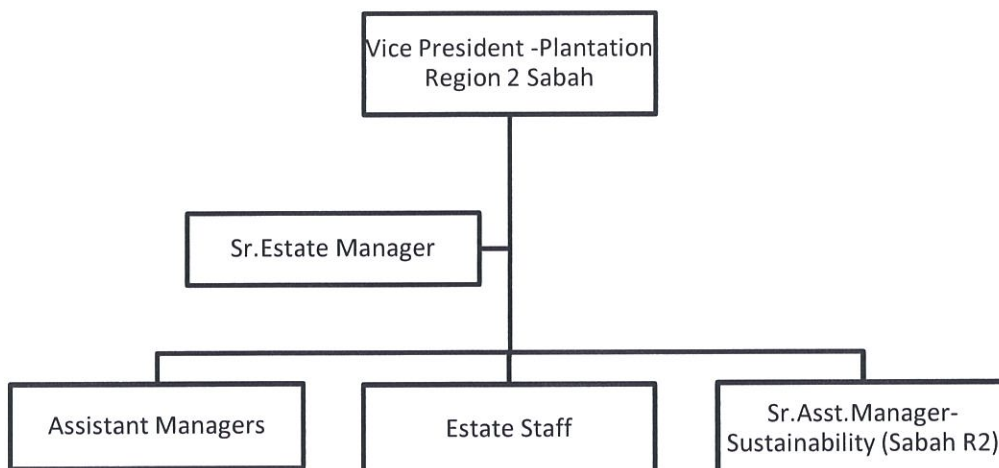 Vice President -Plantation
Region 2 Sabah
Sr.Estate Manager
Assistant Managers
Estate Staff
Sr.Asst.Manager-
Sustainability (Sabah R2)